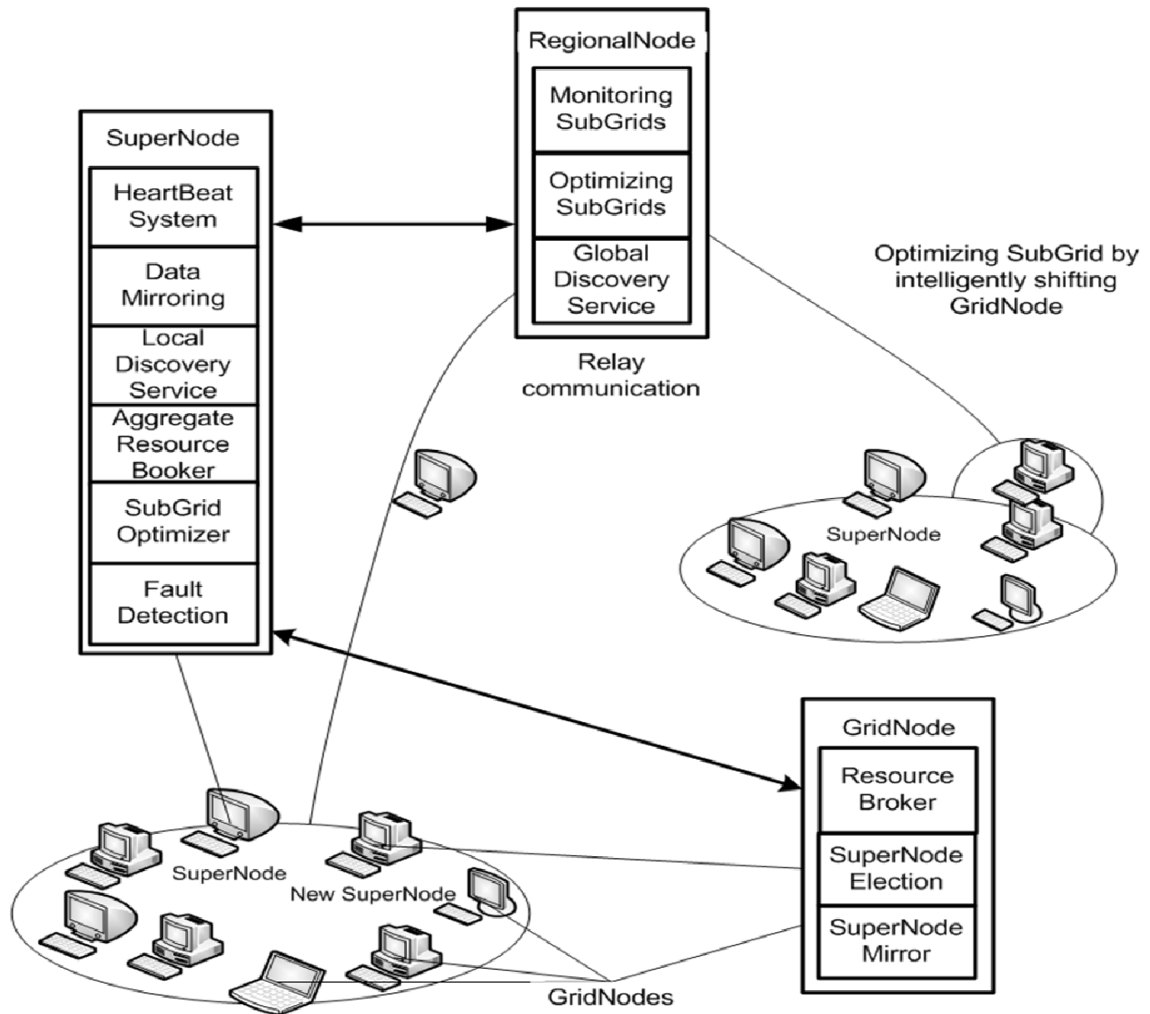 RegionalNode
Monitoring
SubGrids
Optimizing
SubGrids
Global
Discovery
Service
Relay
communication
SuperNode
HeartBeat
System
Data
Mirroring
Local
Discovery
Service
Aggregate
Resource
Booker
SubGrid
Optimizer
Fault
Detection
Optimizing SubGrid by
intelligently shifting
GridNode
SuperNode
GridNode
Resource
Broker
SuperNode
Election
SuperNode
Mirror
SuperNode
New SuperNode
GridNodes